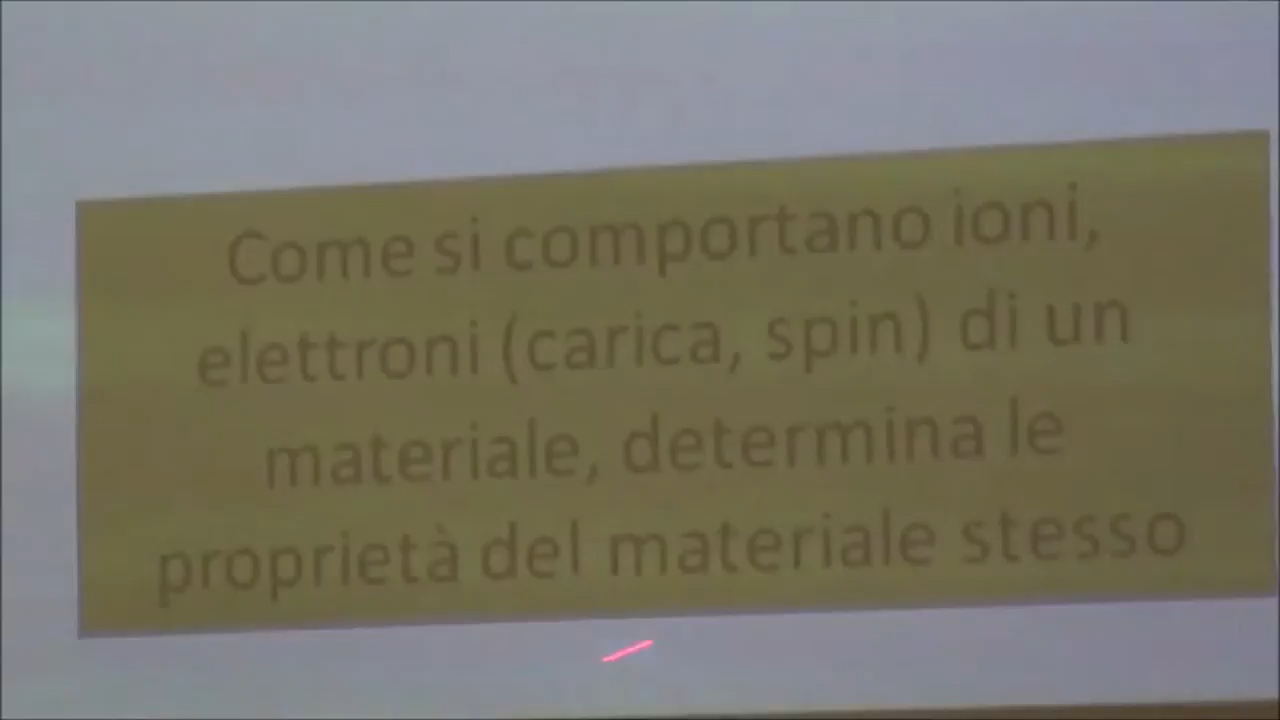 Come si comportano ioni,
elettroni (carica, spin) di un
materiale, determina le
proprietà del materiale stesso